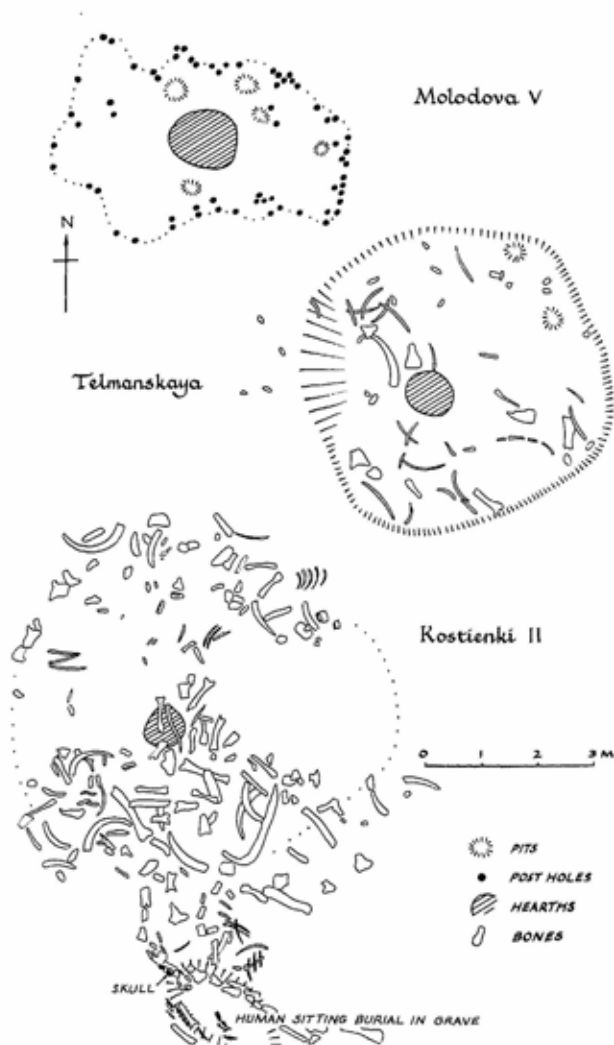 Molodova V
N
Telmanskaya
Kostienki II
0 1 2 3 M
PITS
POST HOLES
HEARTHS
BONES
SKULL
HUMAN SITTING BURIAL IN GRAVE